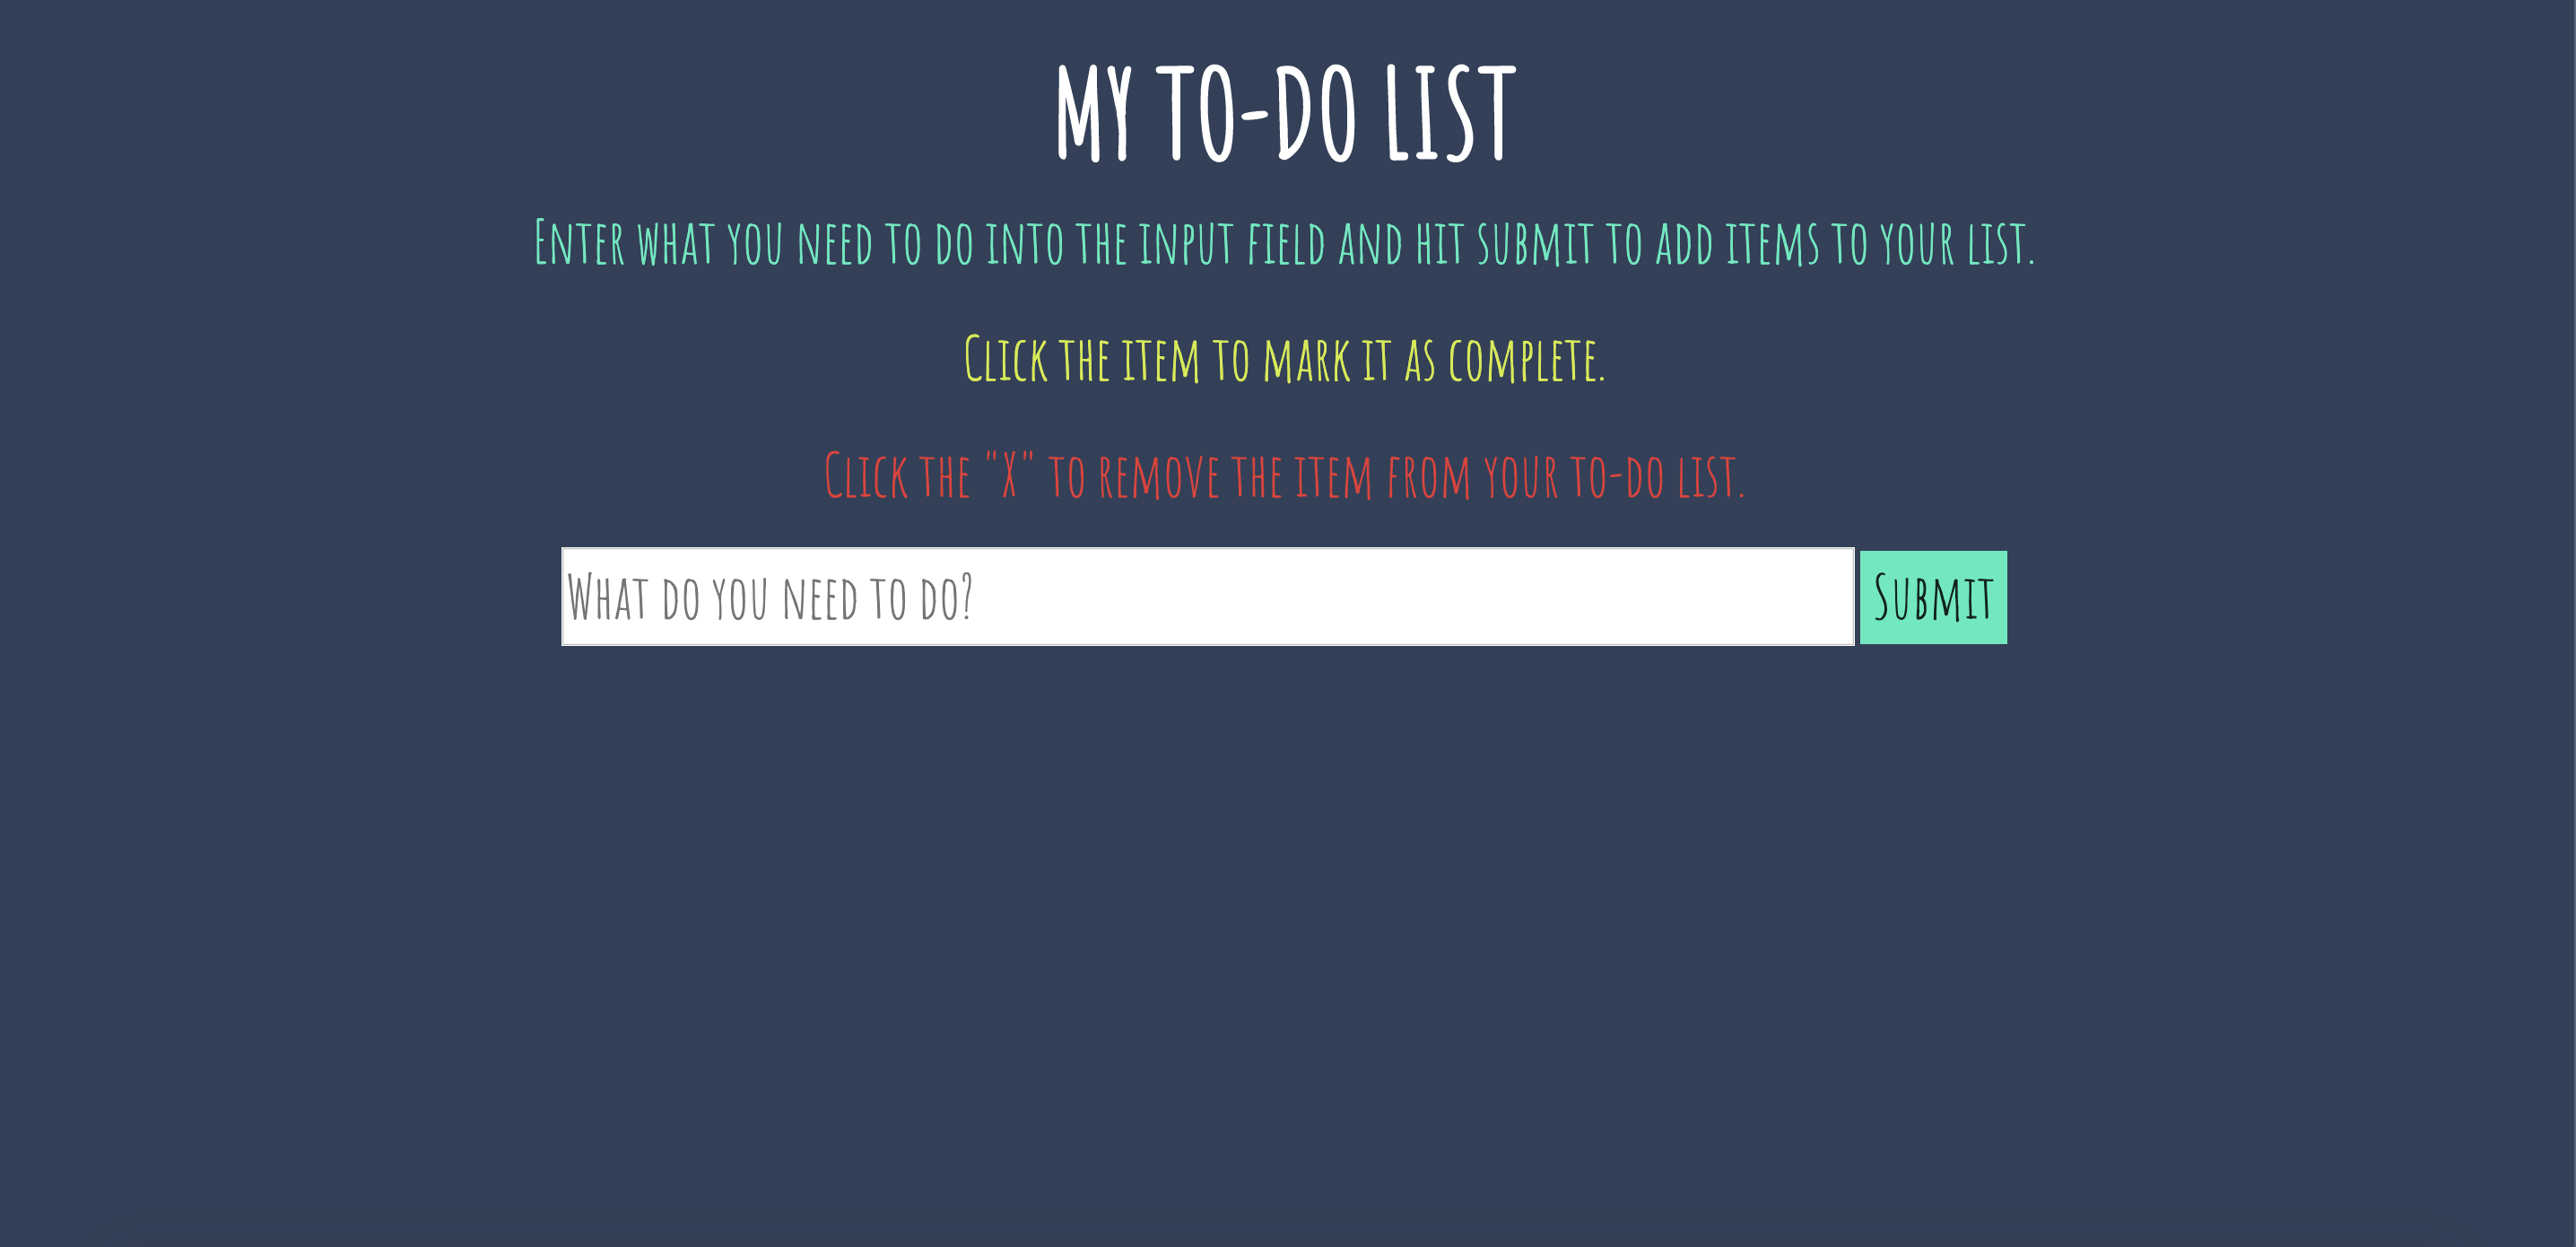 MY TO-DO LIST
Enter what you need to do into the input field and hit submit to add items to your list.
Click the item to mark it as complete.
Click the "X" to remove the item from your to-do list.
What do you need to do? Submit